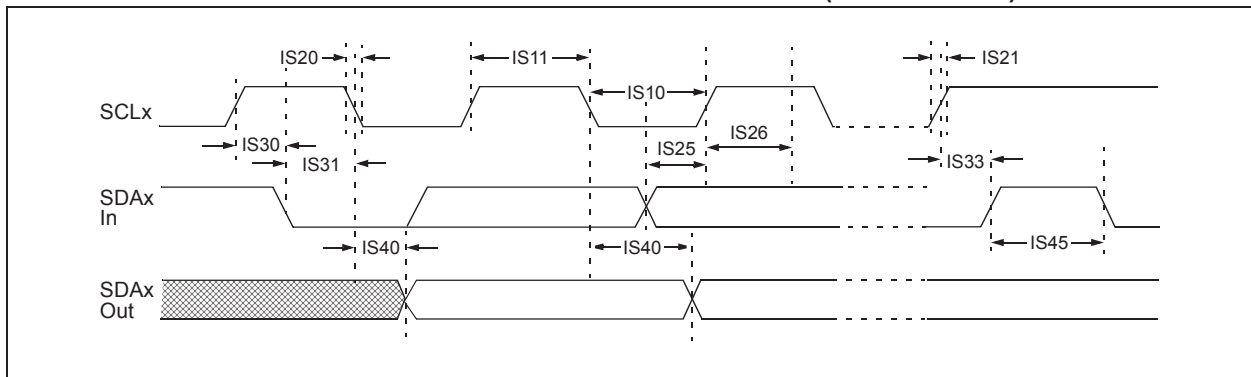 IS20
IS11
IS21
IS10
SCLx
IS30
IS31
IS25
IS26
IS33
SDAx
In
IS40
IS40
IS45
SDAx
Out